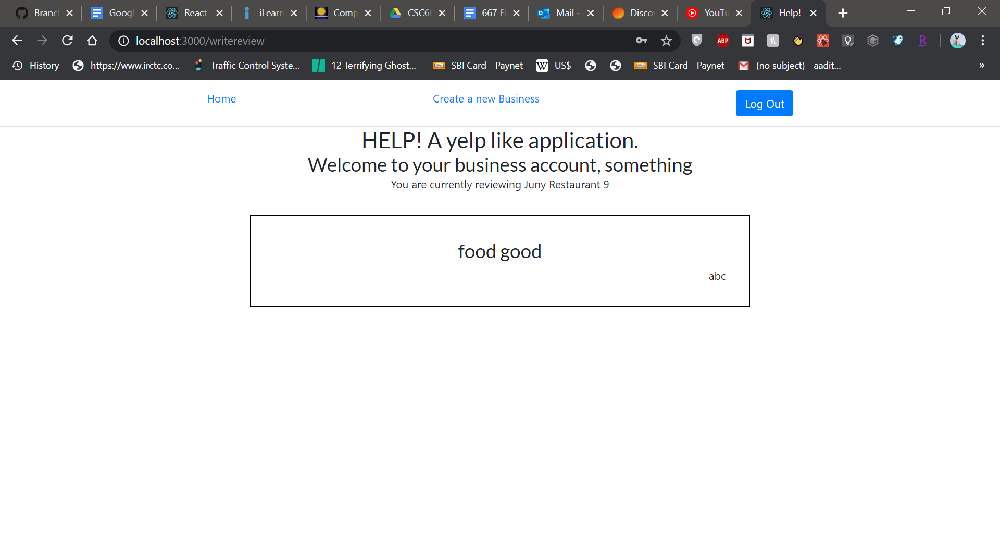 Branc Googl React iLearn Comp CSC66 667 Fl Mail - Disco YouTu Help!
localhost:3000/writereview ABP h R
History https://www.irctc.co... Traffic Control Syste... 12 Terrifying Ghost... SBI Card - Paynet W US$ SBI Card - Paynet (no subject) - aadit... »
Home Create a new Business Log Out
HELP! A yelp like application.
Welcome to your business account, something
You are currently reviewing Juny Restaurant 9
food good
abc